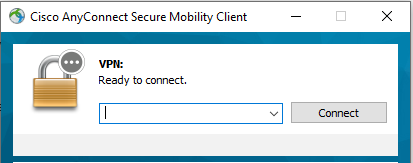 Cisco AnyConnect Secure Mobility Client
VPN:
Ready to connect.
Connect